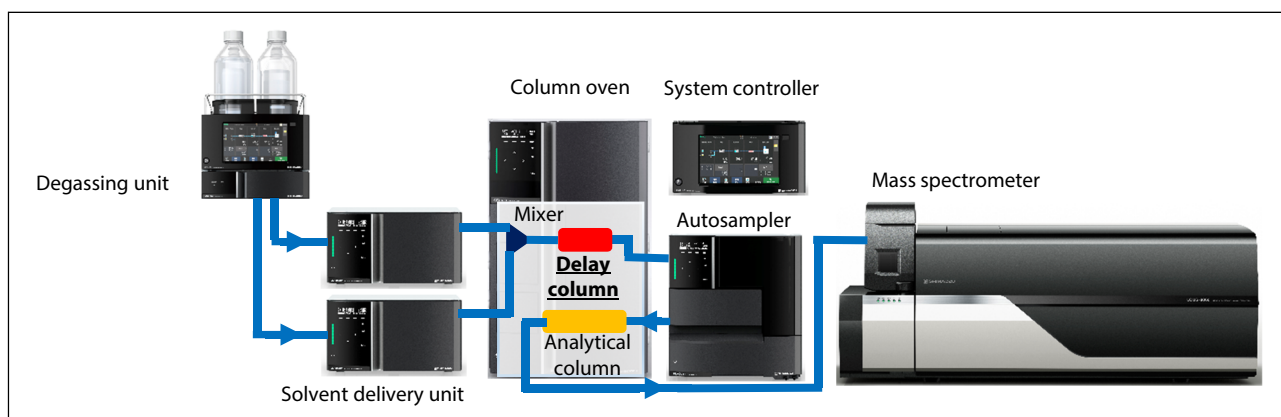 Column oven
System controller
Degassing unit
Mass spectrometer
Mixer
Autosampler
Delay
column
Analytical
column
Solvent delivery unit